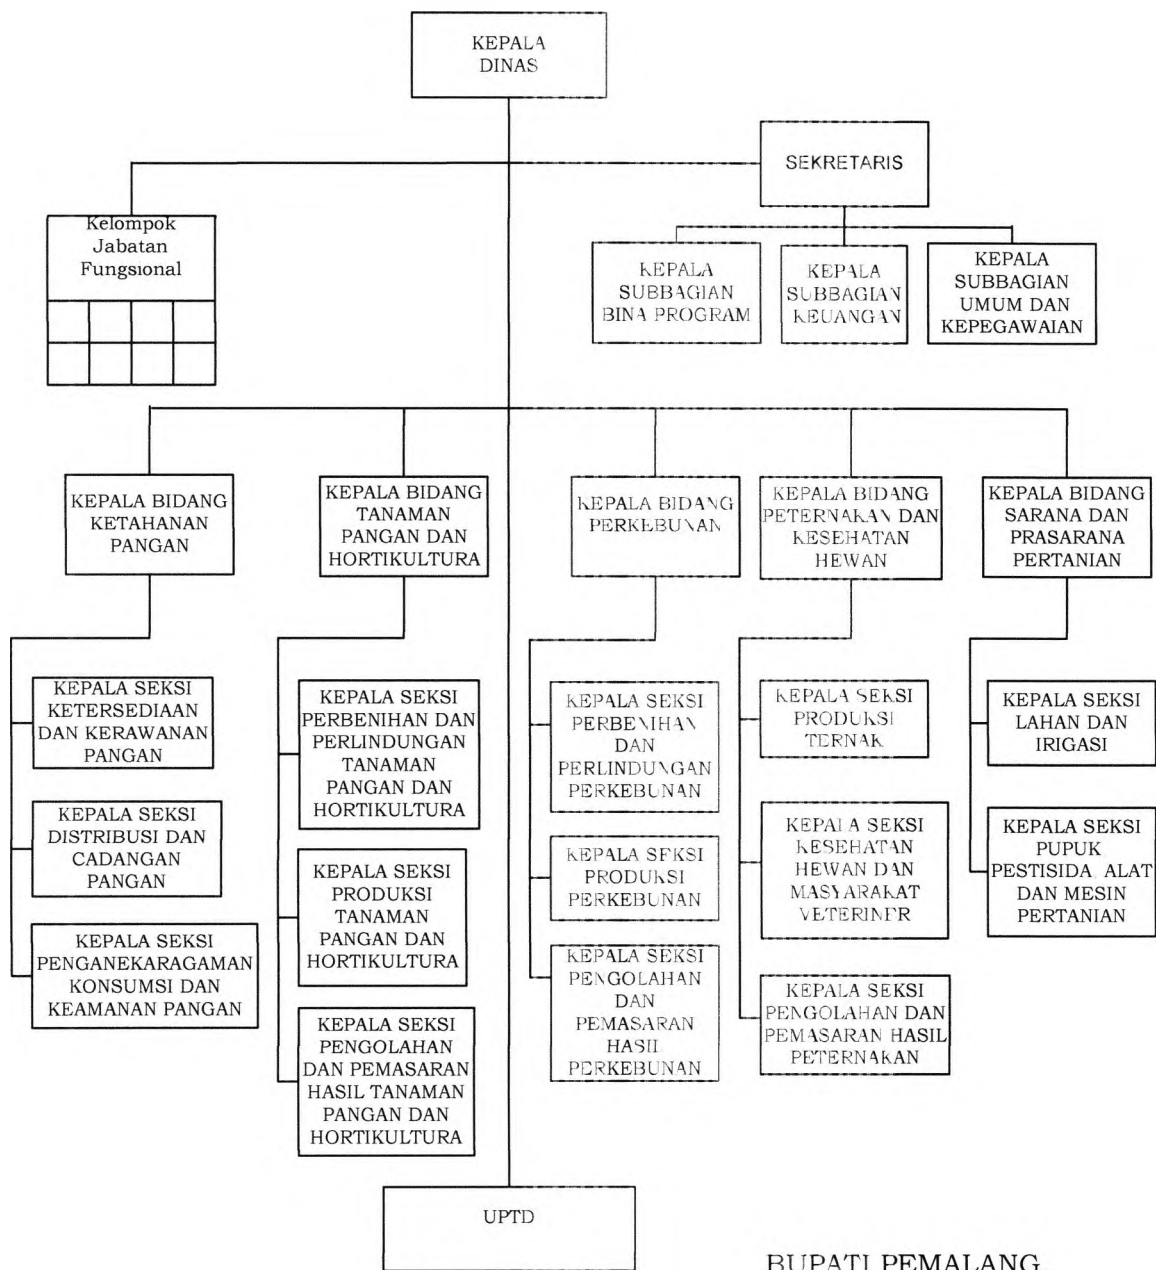 KEPALA
DINAS
SEKRETARIS
Kelompok
Jabatan
Fungsional
KEPALA
SUBBAGIAN
BINA PROGRAM
KEPALA
SUBBAGIAN
KEUANGAN
KEPALA
SUBBAGIAN
UMUM DAN
KEPEGAWAIAN
KEPALA BIDANG
KETAHANAN
PANGAN
KEPALA BIDANG
TANAMAN
PANGAN DAN
HORTIKULTURA
KEPALA BIDANG
PERKEBUNAN
KEPALA BIDANG
PETERNAKAN DAN
KESEHATAN
HEWAN
KEPALA BIDANG
SARANA DAN
PRASARANA
PERTANIAN
KEPALA SEKSI
KETERSEDIAAN
DAN KERAWANAN
PANGAN
KEPALA SEKSI
DISTRIBUSI DAN
CADANGAN
PANGAN
KEPALA SEKSI
PENGANEKARAGAMAN
KONSUMSI DAN
KEAMANAN PANGAN
KEPALA SEKSI
PERBENIHAN DAN
PERLINDUNGAN
TANAMAN
PANGAN DAN
HORTIKULTURA
KEPALA SEKSI
PRODUKSI
TANAMAN
PANGAN DAN
HORTIKULTURA
KEPALA SEKSI
PENGOLAHAN
DAN PEMASARAN
HASIL TANAMAN
PANGAN DAN
HORTIKULTURA
KEPALA SEKSI
PERBENIHAN
DAN
PERLINDUNGAN
PERKEBUNAN
KEPALA SEKSI
PRODUKSI
PERKEBUNAN
KEPALA SEKSI
PENGOLAHAN
DAN
PEMASARAN
HASIL
PERKEBUNAN
KEPALA SEKSI
PRODUKSI
TERNAK
KEPALA SEKSI
KESEHATAN
HEWAN DAN
MASYARAKAT
VETERINER
KEPALA SEKSI
PENGOLAHAN DAN
PEMASARAN HASIL
PETERNAKAN
KEPALA SEKSI
LAHAN DAN
IRIGASI
KEPALA SEKSI
PUPUK
PESTISIDA, ALAT
DAN MESIN
PERTANIAN
UPTD
BUPATI PEMALANG